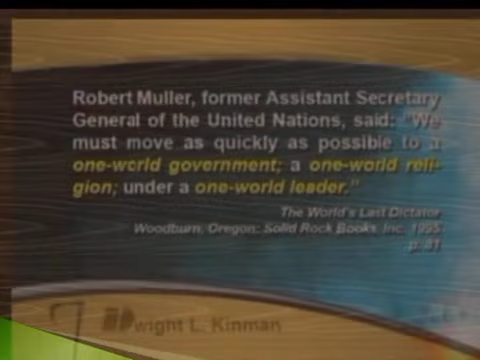 Robert Muller, former Assistant Secretary
General of the United Nations, said: "We
must move as quickly as possible to a
one-world government; a one-world reli-
gion; under a one-world leader."
The World's Last Dictator
Woodburn, Oregon: Solid Rock Books, Inc. 1995
p. 81
Dwight L. Kinman